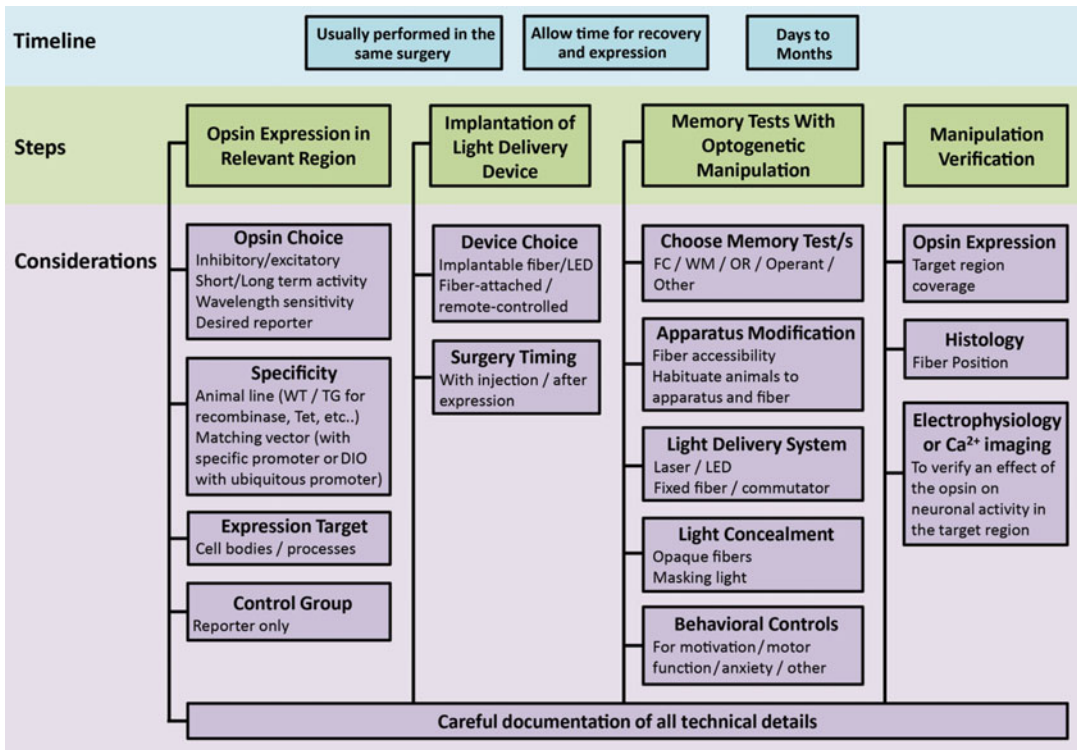 Timeline
Usually performed in the
same surgery
Allow time for recovery
and expression
Days to
Months
Steps
Opsin Expression in
Relevant Region
Implantation of
Light Delivery
Device
Memory Tests With
Optogenetic
Manipulation
Manipulation
Verification
Considerations
Opsin Choice
Inhibitory/excitatory
Short/Long term activity
Wavelength sensitivity
Desired reporter
Specificity
Animal line (WT / TG for
recombinase, Tet, etc..)
Matching vector (with
specific promoter or DIO
with ubiquitous promoter)
Expression Target
Cell bodies / processes
Control Group
Reporter only
Device Choice
Implantable fiber/LED
Fiber-attached /
remote-controlled
Surgery Timing
With injection / after
expression
Choose Memory Test/s
FC / WM / OR / Operant /
Other
Apparatus Modification
Fiber accessibility
Habituate animals to
apparatus and fiber
Light Delivery System
Laser / LED
Fixed fiber / commutator
Light Concealment
Opaque fibers
Masking light
Behavioral Controls
For motivation / motor
function / anxiety / other
Opsin Expression
Target region
coverage
Histology
Fiber Position
Electrophysiology
or Ca²⁺ imaging
To verify an effect of
the opsin on
neuronal activity in
the target region
Careful documentation of all technical details